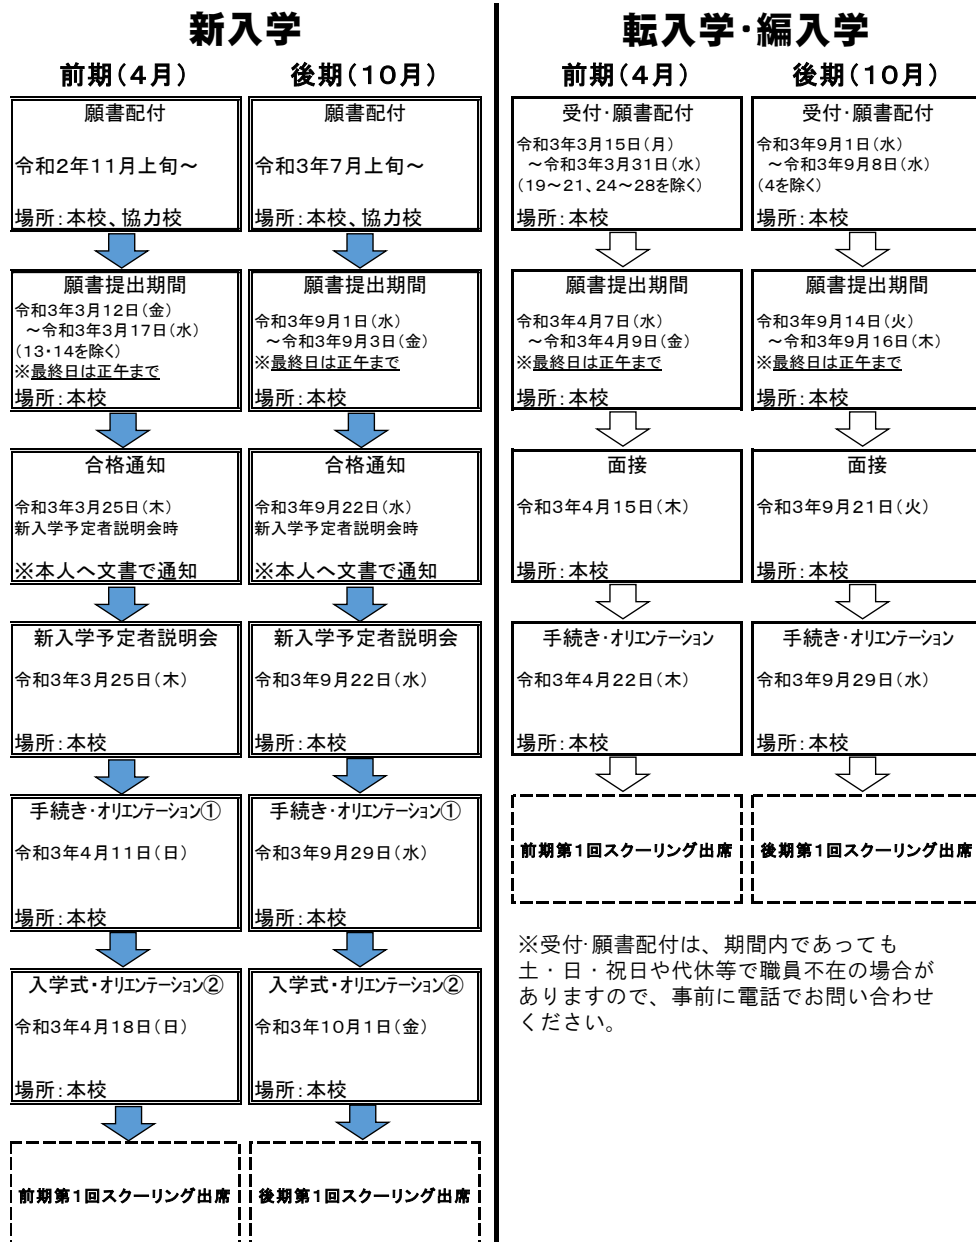 新入学
前期(4月)
願書配付
令和2年11月上旬～
場所:本校、協力校
願書提出期間
令和3年3月12日(金)
～令和3年3月17日(水)
(13・14を除く)
※最終日は正午まで
場所:本校
合格通知
令和3年3月25日(木)
新入学予定者説明会時
※本人へ文書で通知
新入学予定者説明会
令和3年3月25日(木)
場所:本校
手続き・オリエンテーション①
令和3年4月11日(日)
場所:本校
入学式・オリエンテーション②
令和3年4月18日(日)
場所:本校
前期第1回スクーリング出席
後期(10月)
願書配付
令和3年7月上旬～
場所:本校、協力校
願書提出期間
令和3年9月1日(水)
～令和3年9月3日(金)
※最終日は正午まで
場所:本校
合格通知
令和3年9月22日(水)
新入学予定者説明会時
※本人へ文書で通知
新入学予定者説明会
令和3年9月22日(水)
場所:本校
手続き・オリエンテーション①
令和3年9月29日(水)
場所:本校
入学式・オリエンテーション②
令和3年10月1日(金)
場所:本校
後期第1回スクーリング出席
転入学・編入学
前期(4月)
受付・願書配付
令和3年3月15日(月)
～令和3年3月31日(水)
(19～21、24～28を除く)
場所:本校
願書提出期間
令和3年4月7日(水)
～令和3年4月9日(金)
※最終日は正午まで
場所:本校
面接
令和3年4月15日(木)
場所:本校
手続き・オリエンテーション
令和3年4月22日(木)
場所:本校
前期第1回スクーリング出席
後期(10月)
受付・願書配付
令和3年9月1日(水)
～令和3年9月8日(水)
(4を除く)
場所:本校
願書提出期間
令和3年9月14日(火)
～令和3年9月16日(木)
※最終日は正午まで
場所:本校
面接
令和3年9月21日(火)
場所:本校
手続き・オリエンテーション
令和3年9月29日(水)
場所:本校
後期第1回スクーリング出席
※受付・願書配付は、期間内であっても
土・日・祝日や代休等で職員不在の場合が
ありますので、事前に電話でお問い合わせ
ください。